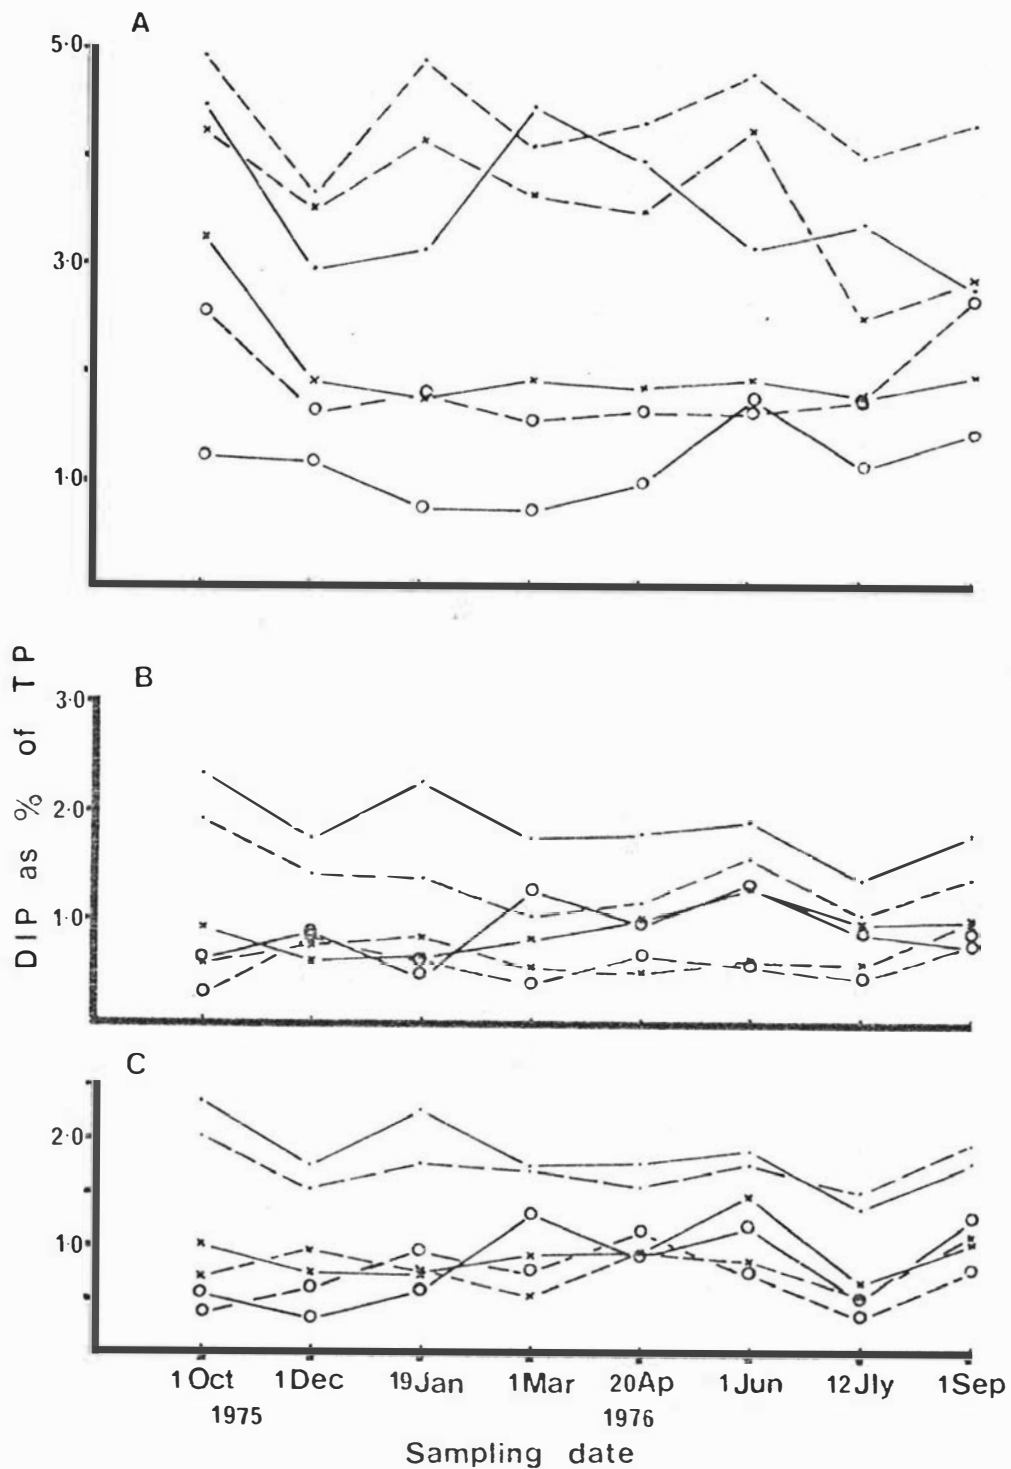 A
5·0
3·0
1·0
B
3·0
2·0
1·0
DIP as % of TP
C
2·0
1·0
1 Oct 1 Dec 19 Jan 1 Mar 20 Ap 1 Jun 12 Jly 1 Sep
1975 1976
Sampling date